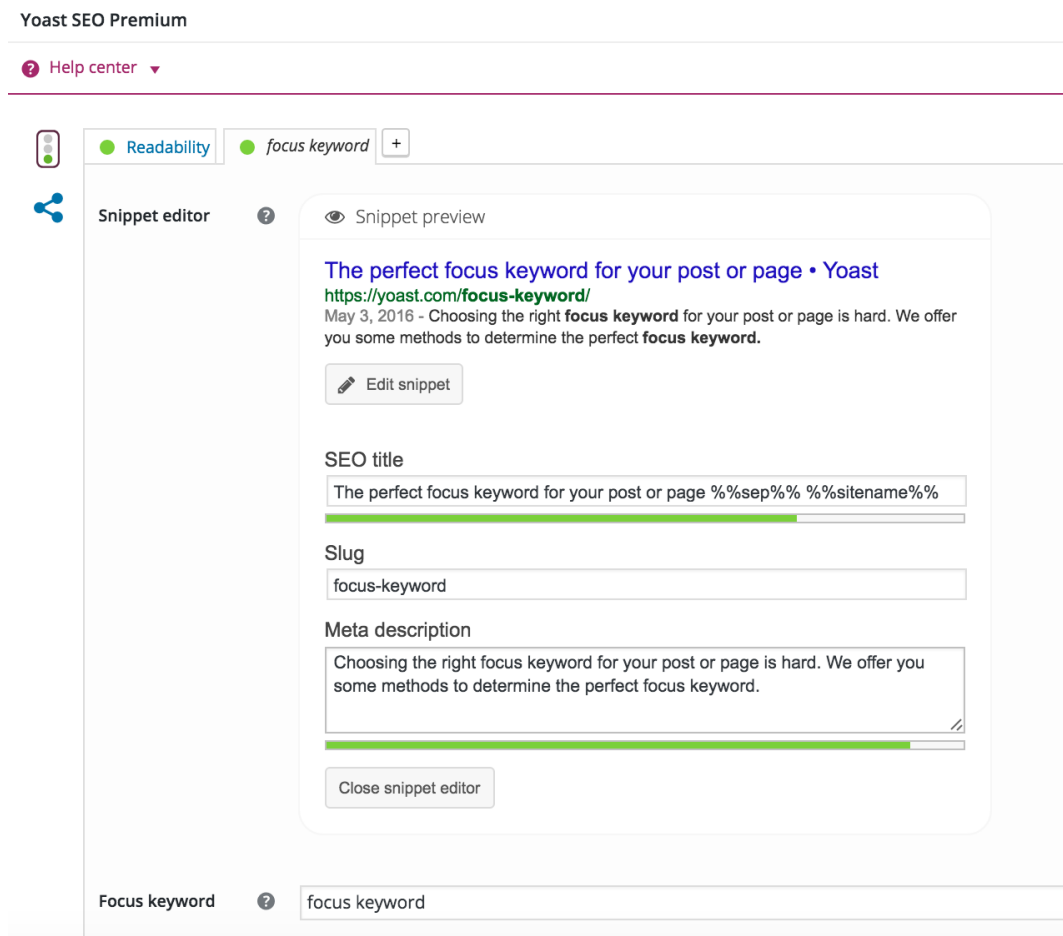 Yoast SEO Premium
Help center
Readability
focus keyword
+
Snippet editor
Snippet preview
The perfect focus keyword for your post or page • Yoast
https://yoast.com/focus-keyword/
May 3, 2016 - Choosing the right focus keyword for your post or page is hard. We offer
you some methods to determine the perfect focus keyword.
Edit snippet
SEO title
The perfect focus keyword for your post or page %%sep%% %%sitename%%
Slug
focus-keyword
Meta description
Choosing the right focus keyword for your post or page is hard. We offer you
some methods to determine the perfect focus keyword.
Close snippet editor
Focus keyword
focus keyword